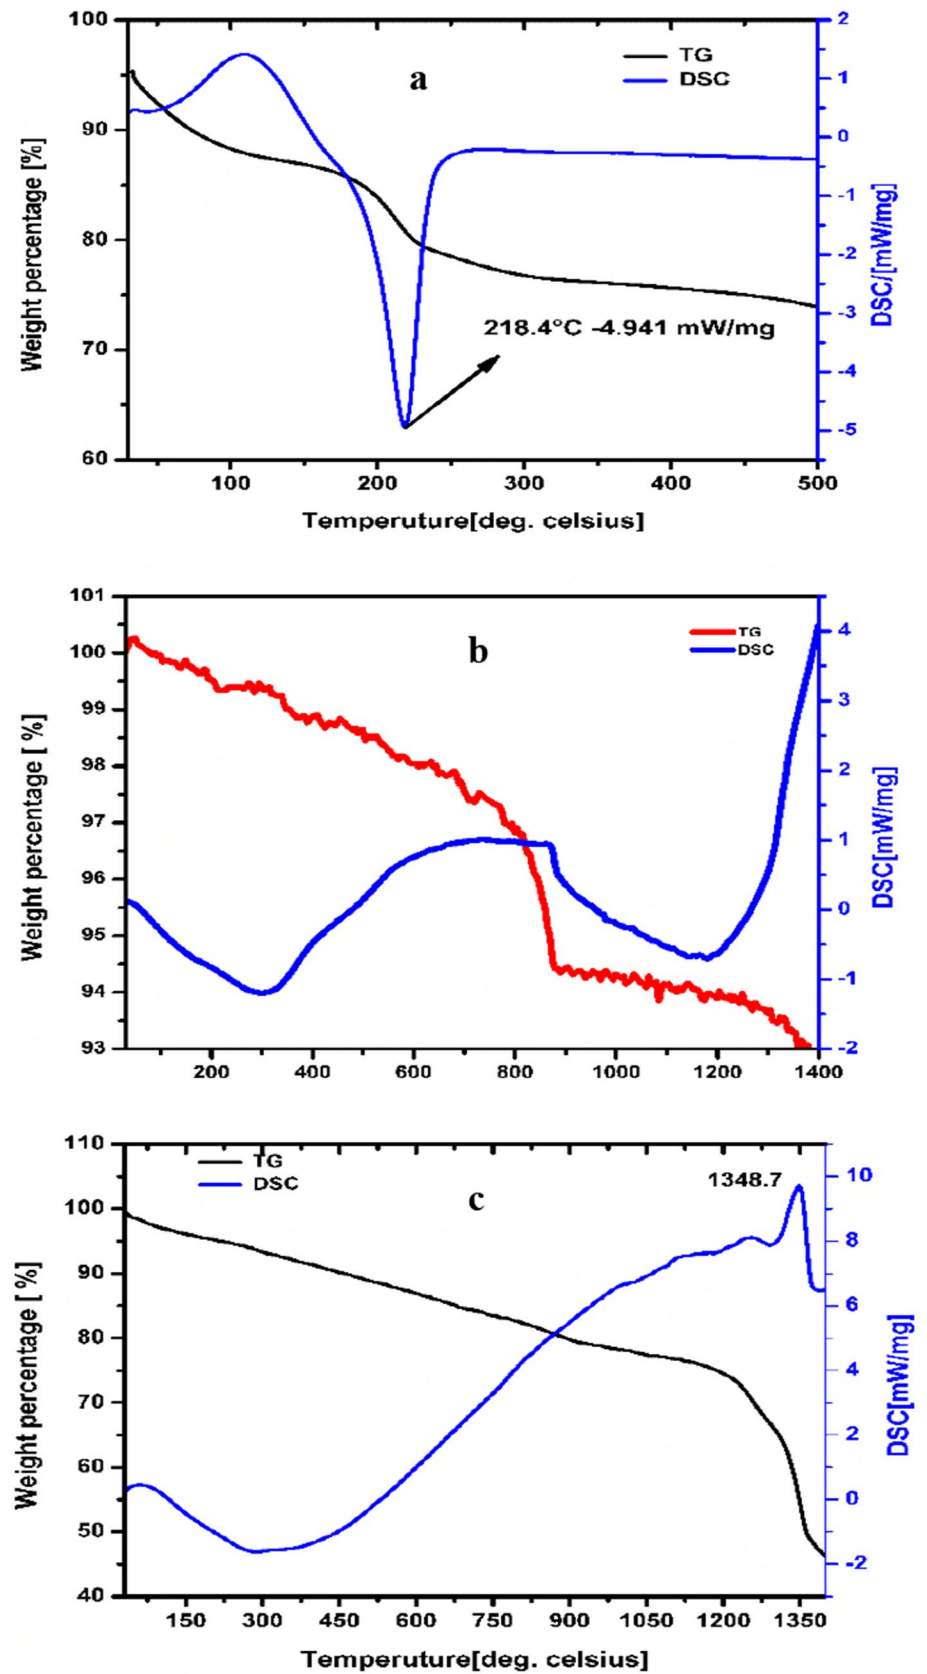 100
90
80
70
60
Weight percentage [%]
a
TG
DSC
218.4°C -4.941 mW/mg
2
1
0
-1
-2
-3
-4
-5
DSC/[mW/mg]
100 200 300 400 500
Temperuture[deg. celsius]
101
100
99
98
97
96
95
94
93
Weight percentage [ %]
b
TG
DSC
4
3
2
1
0
-1
-2
DSC[mW/mg]
200 400 600 800 1000 1200 1400
110
100
90
80
70
60
50
40
Weight percentage [ %]
TG
DSC
c
1348.7
10
8
6
4
2
0
-2
DSC[mW/mg]
150 300 450 600 750 900 1050 1200 1350
Temperuture[deg. celsius]